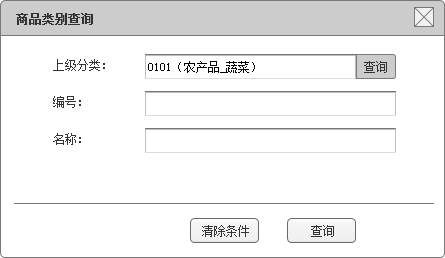 商品类别查询
上级分类： 0101（农产品_蔬菜） 查询
编号：
名称：
清除条件 查询